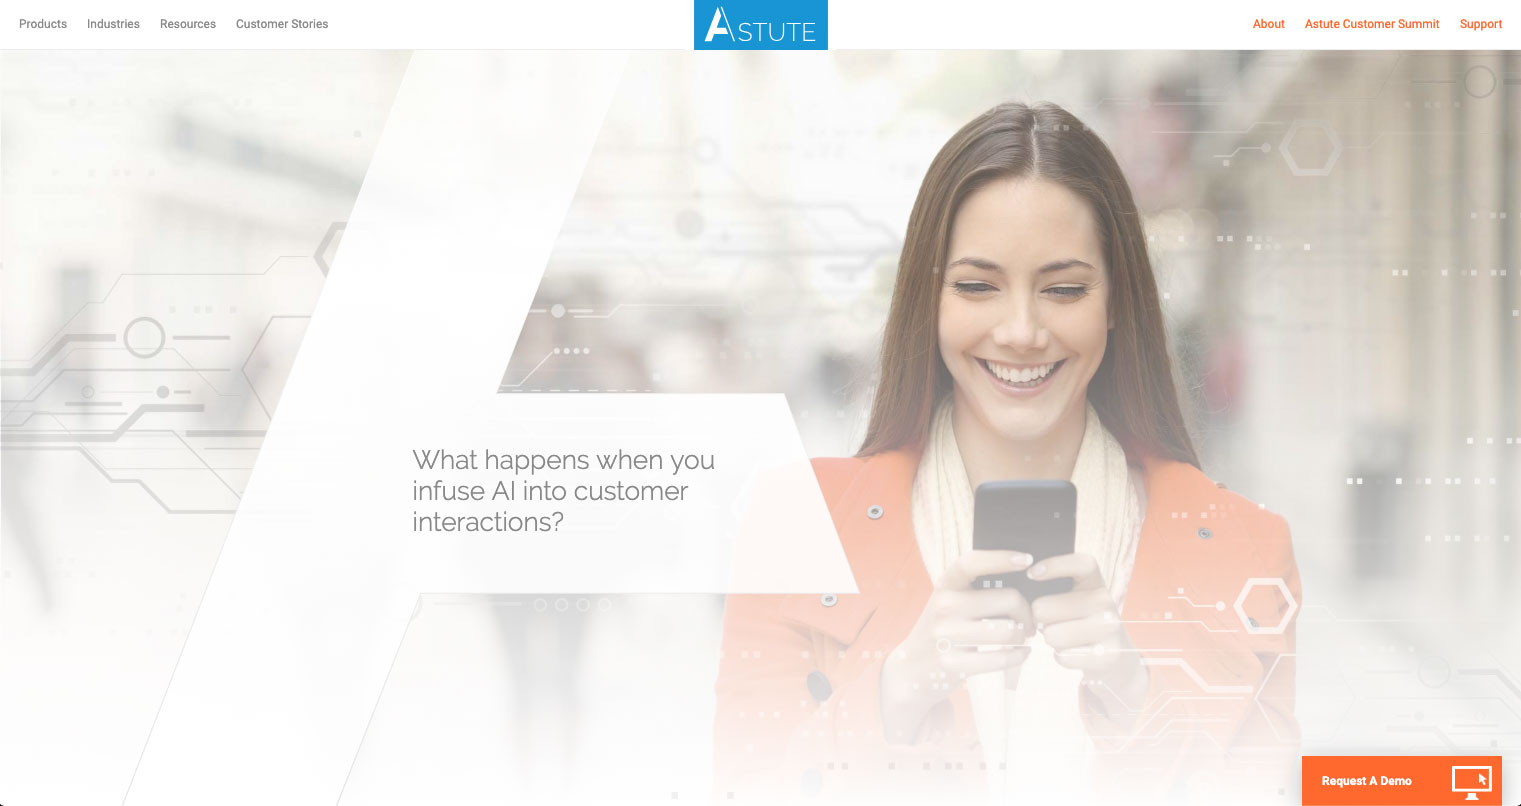 Products Industries Resources Customer Stories
ASTUTE
About Astute Customer Summit Support
What happens when you
infuse AI into customer
interactions?
Request A Demo